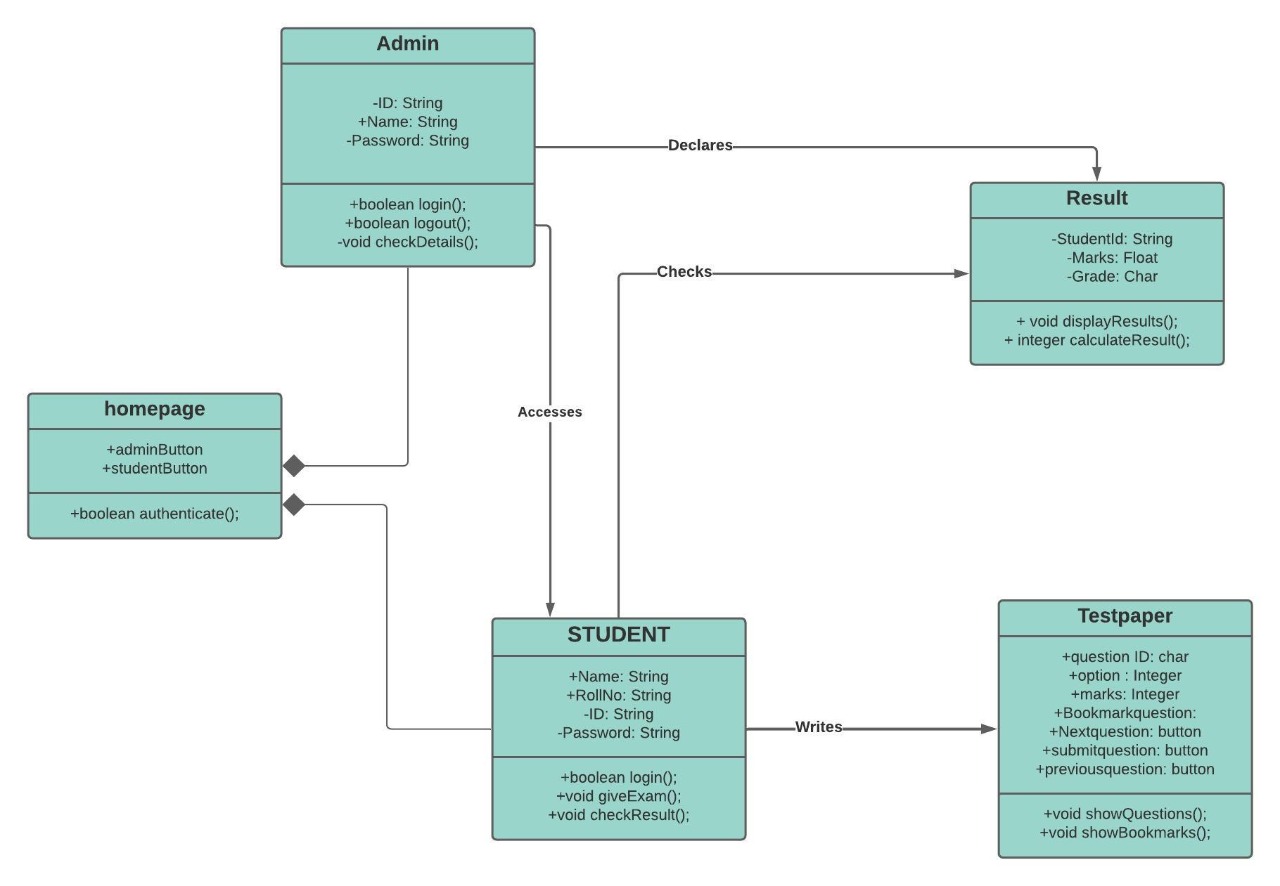 Admin
-ID: String
+Name: String
-Password: String
+boolean login();
+boolean logout();
-void checkDetails();
Declares
Result
-StudentId: String
-Marks: Float
-Grade: Char
+ void displayResults();
+ integer calculateResult();
Checks
Accesses
homepage
+adminButton
+studentButton
+boolean authenticate();
STUDENT
+Name: String
+RollNo: String
-ID: String
-Password: String
+boolean login();
+void giveExam();
+void checkResult();
Writes
Testpaper
+question ID: char
+option : Integer
+marks: Integer
+Bookmarkquestion:
+Nextquestion: button
+submitquestion: button
+previousquestion: button
+void showQuestions();
+void showBookmarks();